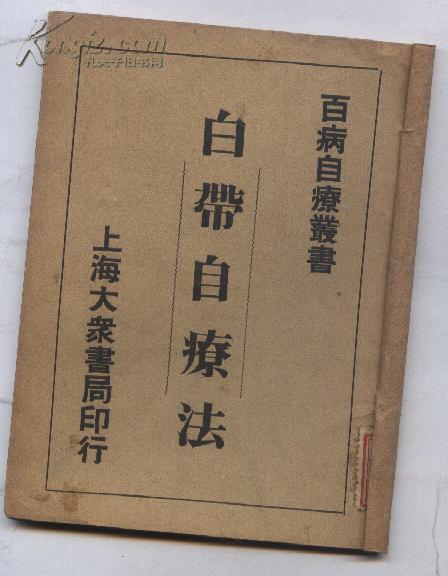 百病自療叢書
白帶自療法
上海大衆書局印行
Kongfz.com
孔夫子旧书网